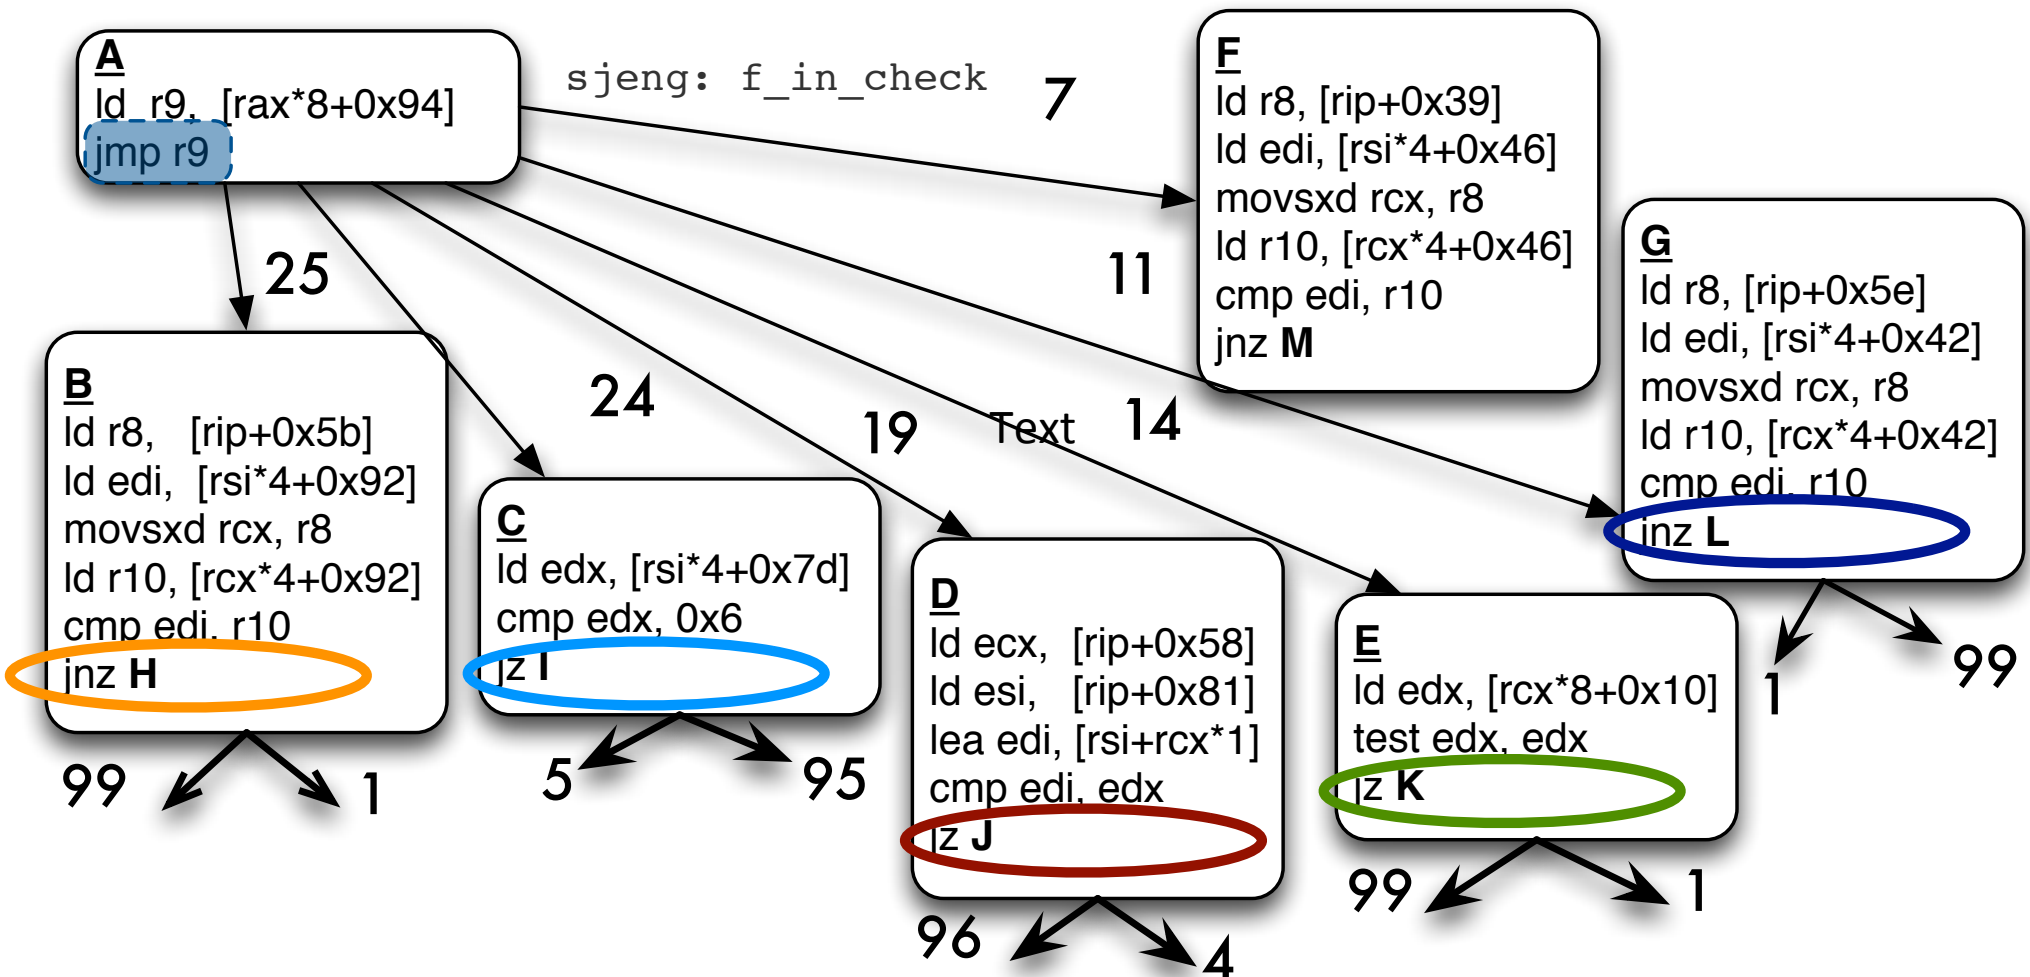 A
ld r9, [rax*8+0x94]
jmp r9
sjeng: f_in_check
7
F
ld r8, [rip+0x39]
ld edi, [rsi*4+0x46]
movsxd rcx, r8
ld r10, [rcx*4+0x46]
cmp edi, r10
jnz M
11
G
ld r8, [rip+0x5e]
ld edi, [rsi*4+0x42]
movsxd rcx, r8
ld r10, [rcx*4+0x42]
cmp edi, r10
jnz L
1
99
25
24
19
Text
14
B
ld r8, [rip+0x5b]
ld edi, [rsi*4+0x92]
movsxd rcx, r8
ld r10, [rcx*4+0x92]
cmp edi, r10
jnz H
99
1
C
ld edx, [rsi*4+0x7d]
cmp edx, 0x6
jz I
5
95
D
ld ecx, [rip+0x58]
ld esi, [rip+0x81]
lea edi, [rsi+rcx*1]
cmp edi, edx
jz J
96
4
E
ld edx, [rcx*8+0x10]
test edx, edx
jz K
99
1